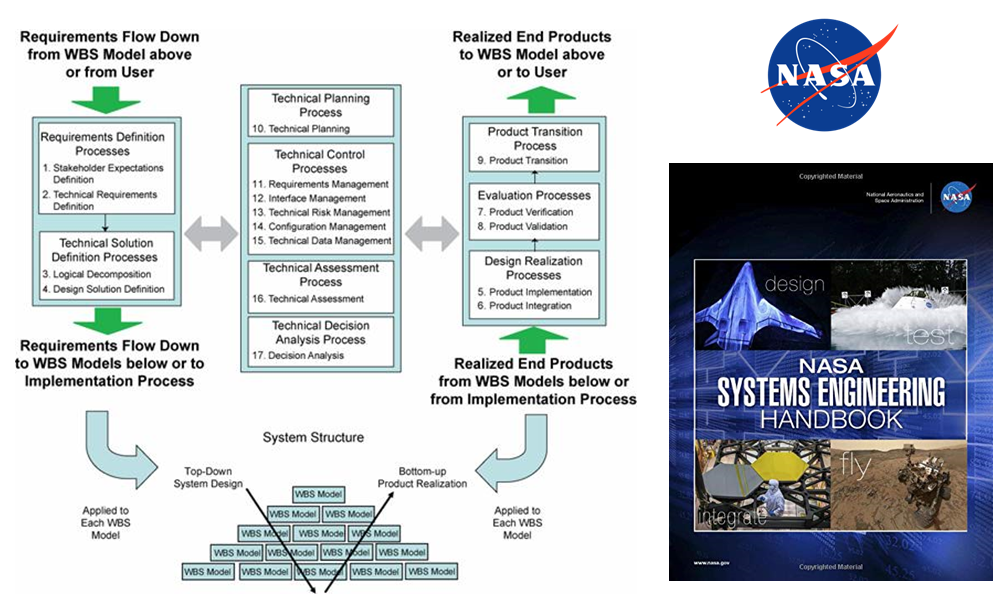 Requirements Flow Down
from WBS Model above
or from User
Requirements Definition
Processes
1. Stakeholder Expectations
Definition
2. Technical Requirements
Definition
Technical Solution
Definition Processes
3. Logical Decomposition
4. Design Solution Definition
Requirements Flow Down
to WBS Models below or to
Implementation Process
Technical Planning
Process
10. Technical Planning
Technical Control
Processes
11. Requirements Management
12. Interface Management
13. Technical Risk Management
14. Configuration Management
15. Technical Data Management
Technical Assessment
Process
16. Technical Assessment
Technical Decision
Analysis Process
17. Decision Analysis
Realized End Products
to WBS Model above
or to User
Product Transition
Process
9. Product Transition
Evaluation Processes
7. Product Verification
8. Product Validation
Design Realization
Processes
5. Product Implementation
6. Product Integration
Realized End Products
from WBS Models below or
from Implementation Process
System Structure
Top-Down
System Design
Bottom-up
Product Realization
Applied to
Each WBS
Model
Applied to
Each WBS
Model
WBS Model
WBS Model WBS Model
WBS Model WBS Model WBS Model
WBS Model WBS Model WBS Model WBS Model
WBS Model WBS Model WBS Model WBS Model WBS Model
NASA
Copyrighted Material
National Aeronautics and
Space Administration
NASA
design
test
NASA
SYSTEMS ENGINEERING
HANDBOOK
integrate
fly
www.nasa.gov
Copyrighted Material